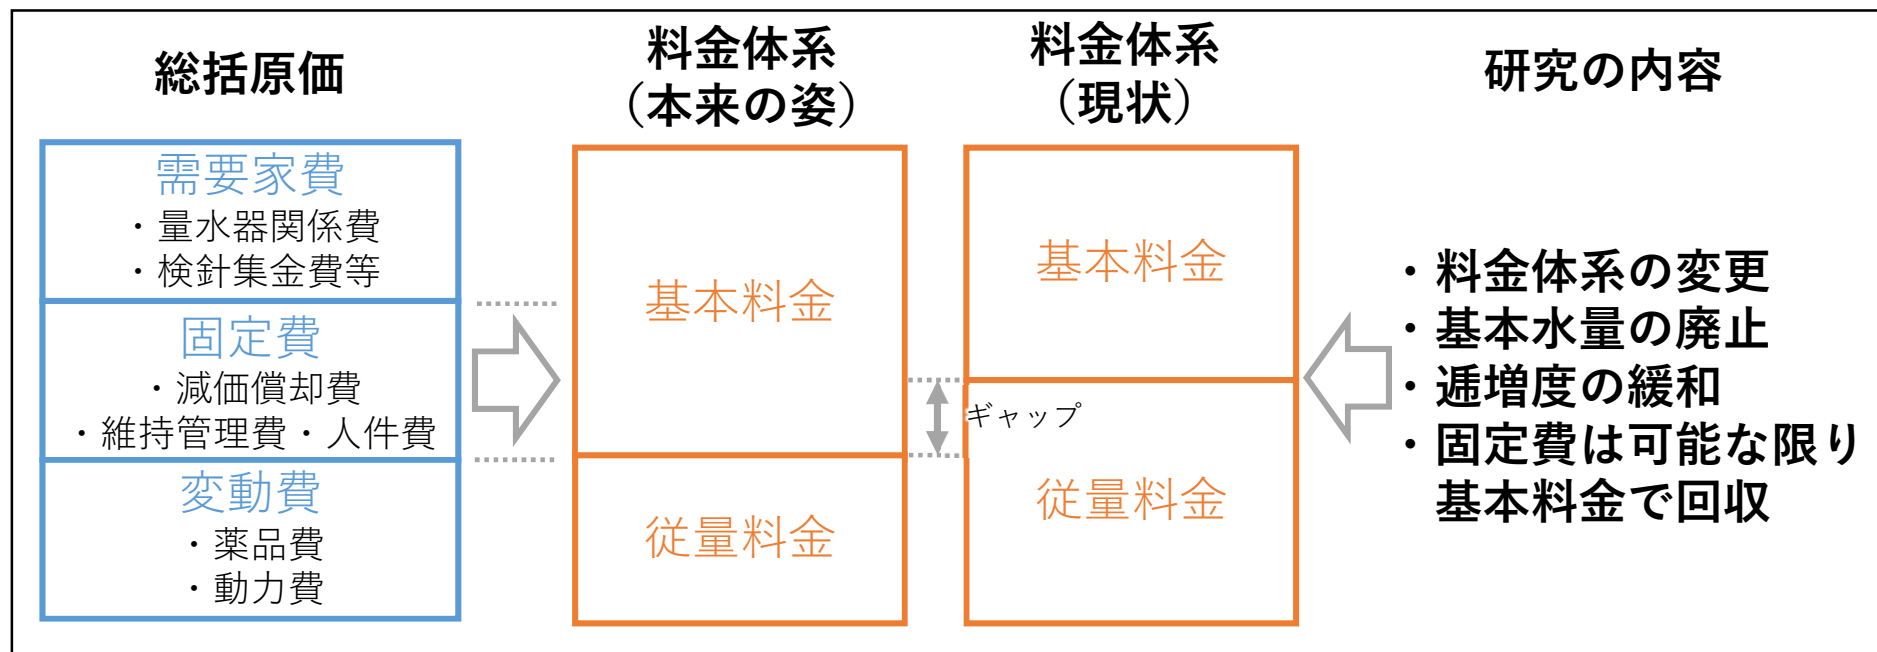 総括原価
需要家費
・量水器関係費
・検針集金費等
固定費
・減価償却費
・維持管理費・人件費
変動費
・薬品費
・動力費
料金体系
（本来の姿）
基本料金
従量料金
料金体系
（現状）
基本料金
ギャップ
従量料金
研究の内容
・料金体系の変更
・基本水量の廃止
・逓増度の緩和
・固定費は可能な限り
基本料金で回収